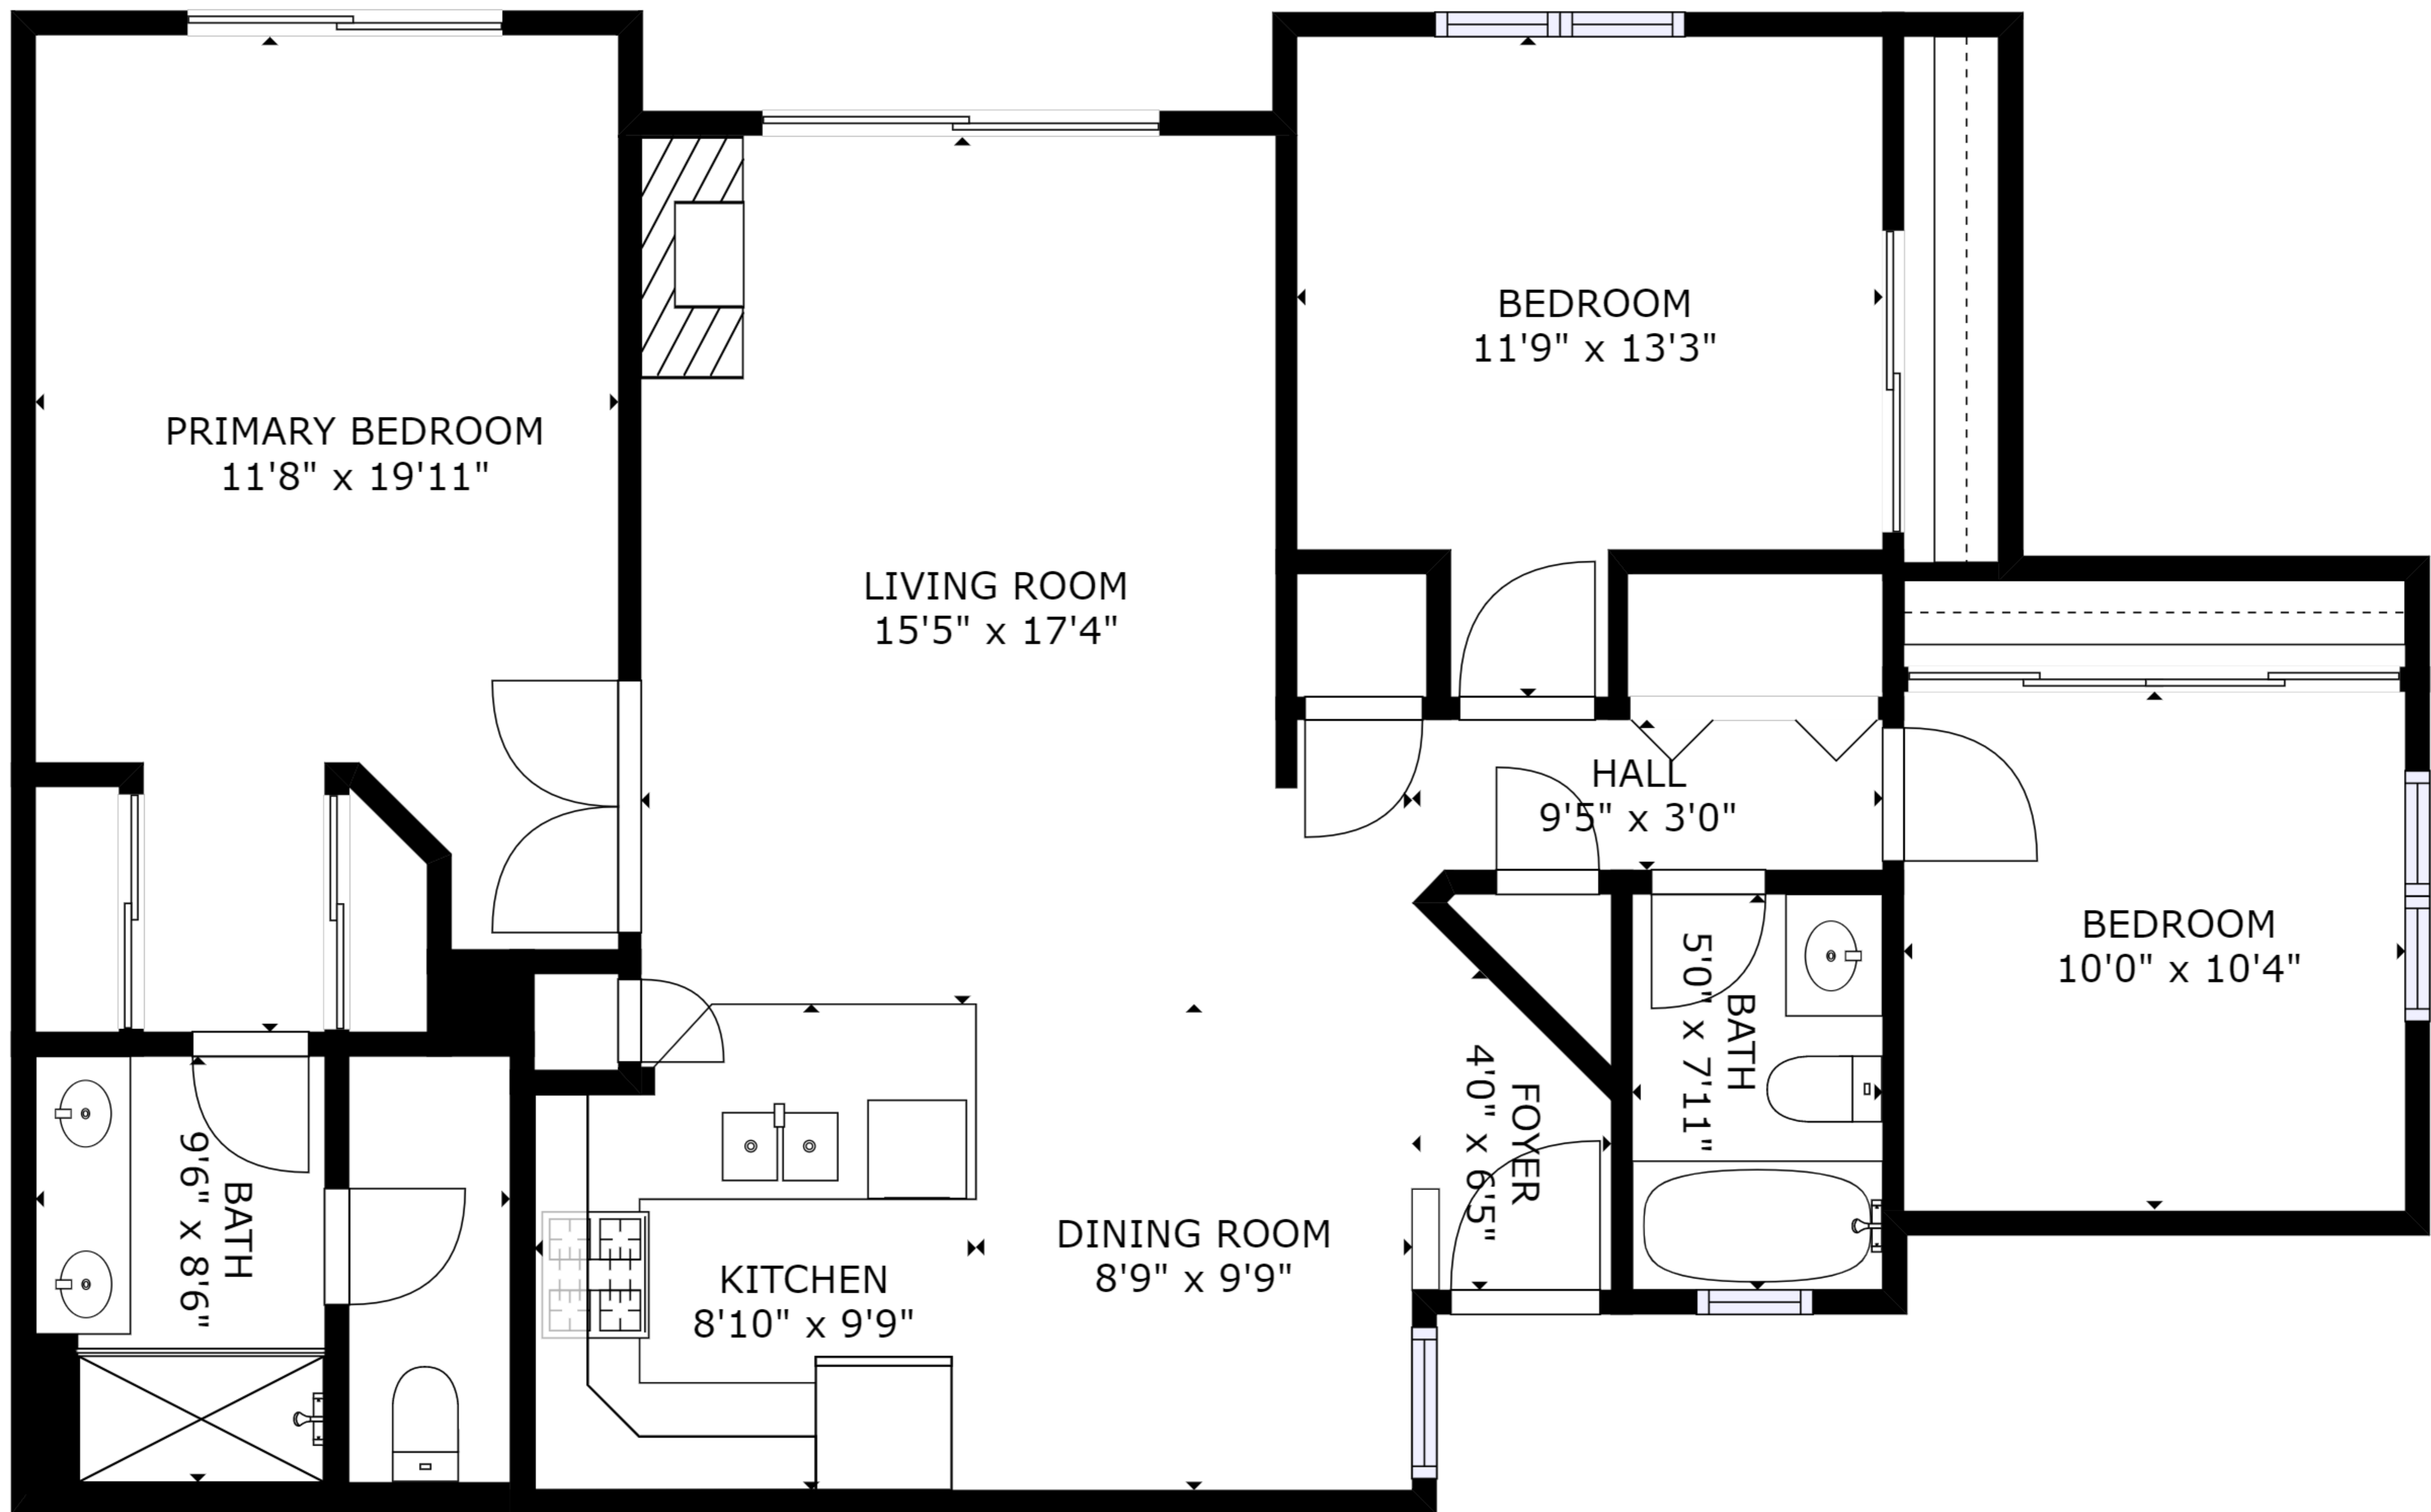 BEDROOM
11'9" x 13'3"
PRIMARY BEDROOM
11'8" x 19'11"
LIVING ROOM
15'5" x 17'4"
HALL
9'5" x 3'0"
BEDROOM
10'0" x 10'4"
BATH
5'0" x 7'11"
FOYER
4'0" x 6'5"
BATH
9'6" x 8'6"
DINING ROOM
8'9" x 9'9"
KITCHEN
8'10" x 9'9"